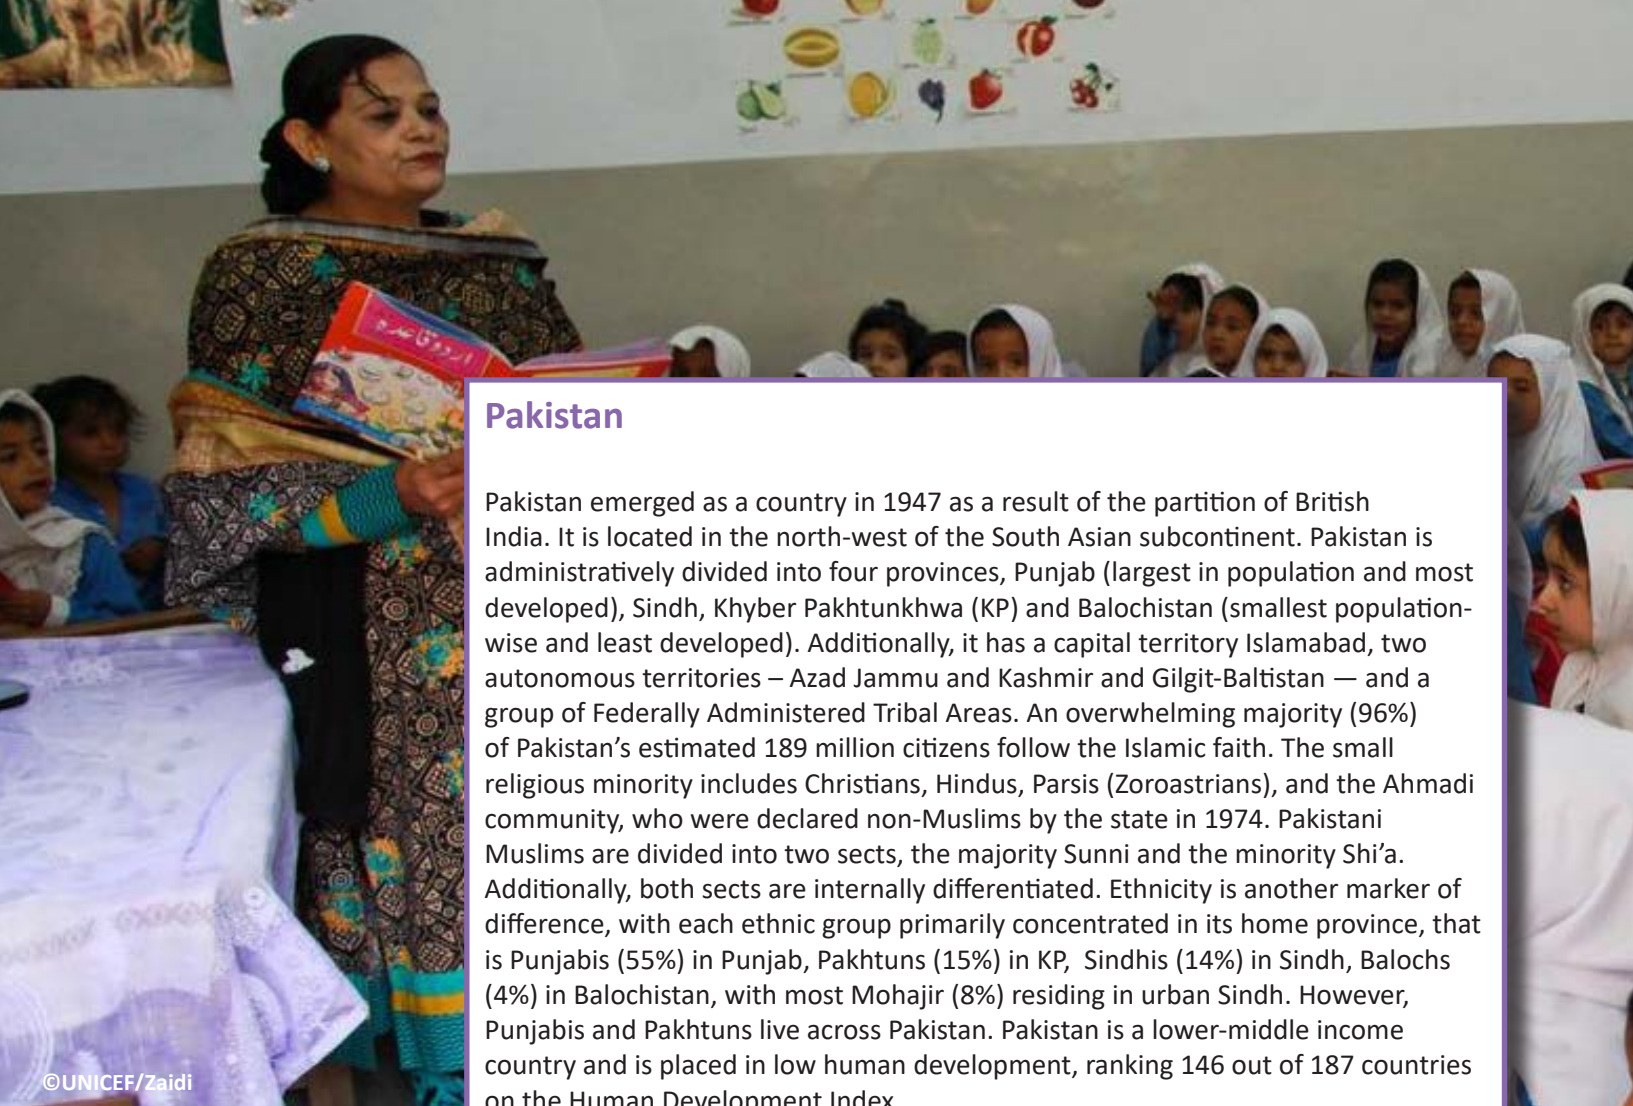 اردو قاعدہ
Pakistan
Pakistan emerged as a country in 1947 as a result of the partition of British
India. It is located in the north-west of the South Asian subcontinent. Pakistan is
administratively divided into four provinces, Punjab (largest in population and most
developed), Sindh, Khyber Pakhtunkhwa (KP) and Balochistan (smallest population-
wise and least developed). Additionally, it has a capital territory Islamabad, two
autonomous territories – Azad Jammu and Kashmir and Gilgit-Baltistan — and a
group of Federally Administered Tribal Areas. An overwhelming majority (96%)
of Pakistan’s estimated 189 million citizens follow the Islamic faith. The small
religious minority includes Christians, Hindus, Parsis (Zoroastrians), and the Ahmadi
community, who were declared non-Muslims by the state in 1974. Pakistani
Muslims are divided into two sects, the majority Sunni and the minority Shi’a.
Additionally, both sects are internally differentiated. Ethnicity is another marker of
difference, with each ethnic group primarily concentrated in its home province, that
is Punjabis (55%) in Punjab, Pakhtuns (15%) in KP, Sindhis (14%) in Sindh, Balochs
(4%) in Balochistan, with most Mohajir (8%) residing in urban Sindh. However,
Punjabis and Pakhtuns live across Pakistan. Pakistan is a lower-middle income
country and is placed in low human development, ranking 146 out of 187 countries
on the Human Development Index
©UNICEF/Zaidi